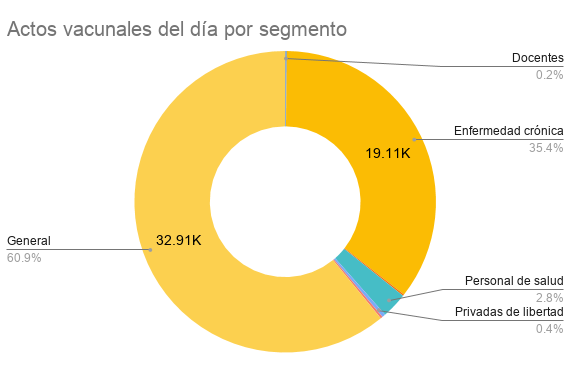 Actos vacunales del día por segmento
Docentes
0.2%
Enfermedad crónica
35.4%
19.11K
32.91K
General
60.9%
Personal de salud
2.8%
Privadas de libertad
0.4%